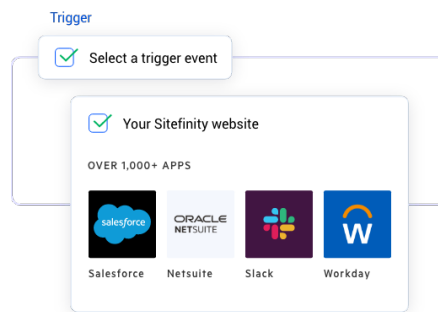 Trigger
Select a trigger event
Your Sitefinity website
OVER 1,000+ APPS
salesforce
ORACLE
NETSUITE
W
Salesforce
Netsuite
Slack
Workday